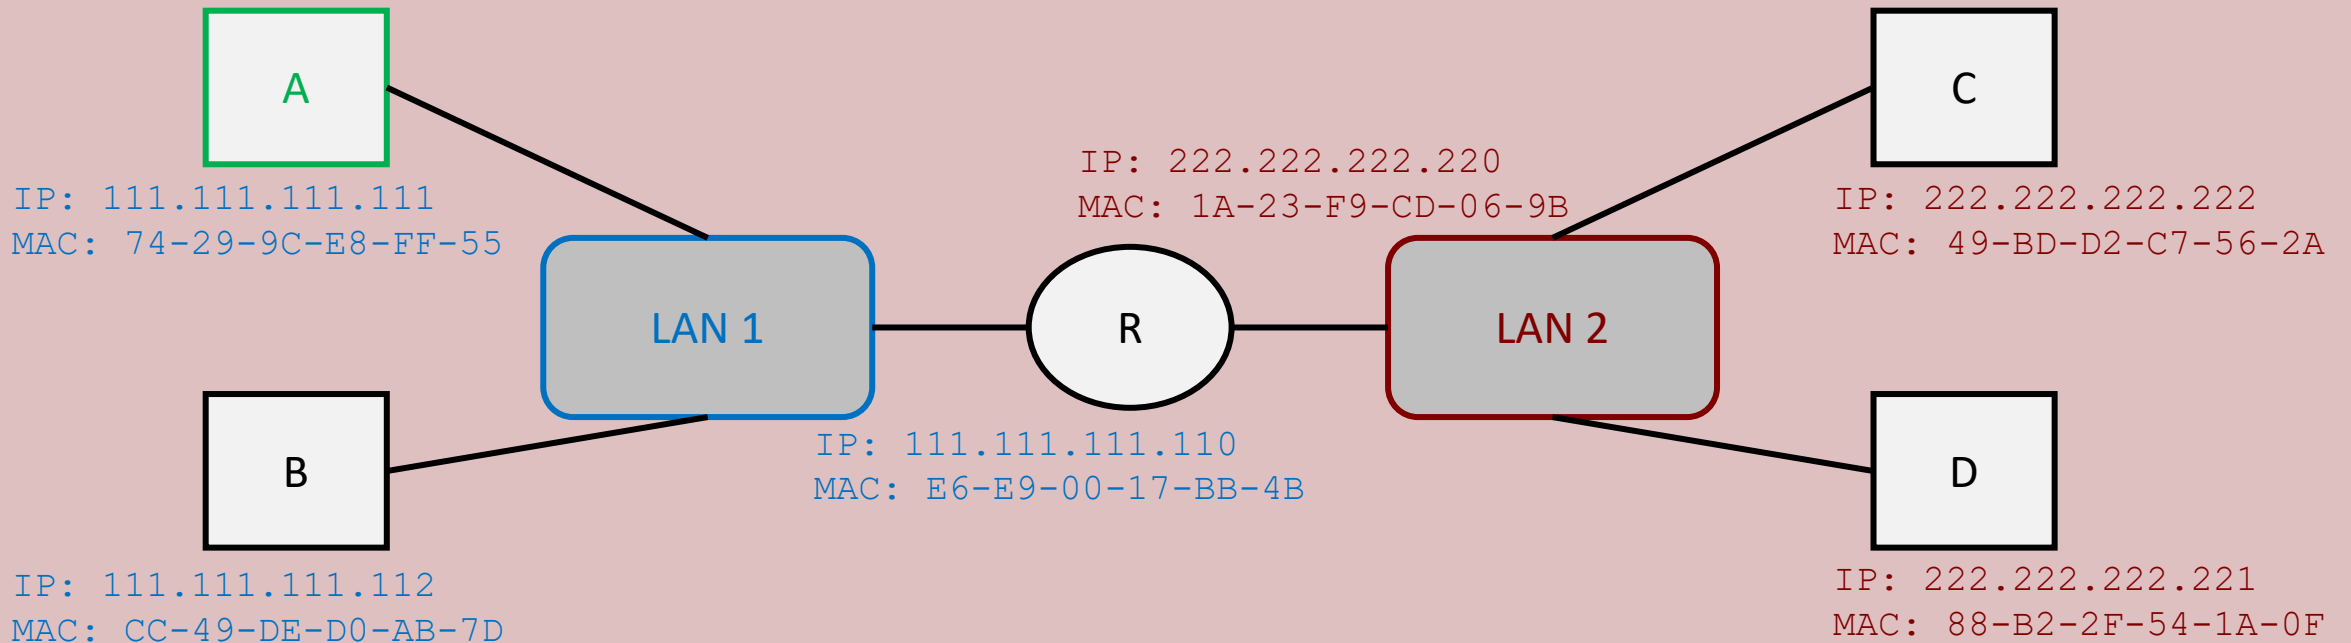 A
IP: 111.111.111.111
MAC: 74-29-9C-E8-FF-55
B
IP: 111.111.111.112
MAC: CC-49-DE-D0-AB-7D
LAN 1
IP: 222.222.222.220
MAC: 1A-23-F9-CD-06-9B
R
IP: 111.111.111.110
MAC: E6-E9-00-17-BB-4B
LAN 2
C
IP: 222.222.222.222
MAC: 49-BD-D2-C7-56-2A
D
IP: 222.222.222.221
MAC: 88-B2-2F-54-1A-0F